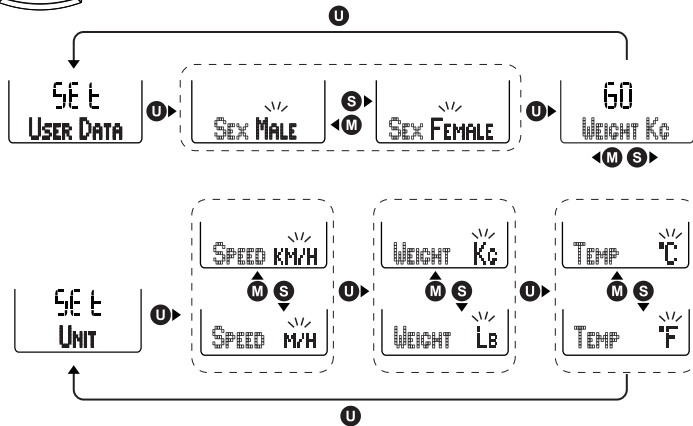 U
SEt
USER DATA
U
SEX MALE
S
M
SEX FEMALE
U
60
WEIGHT KG
M S
SPEED KM/H
WEIGHT KG
TEMP °C
SEt
UNIT
U
M S
U
M S
U
M S
SPEED M/H
WEIGHT LB
TEMP °F
U